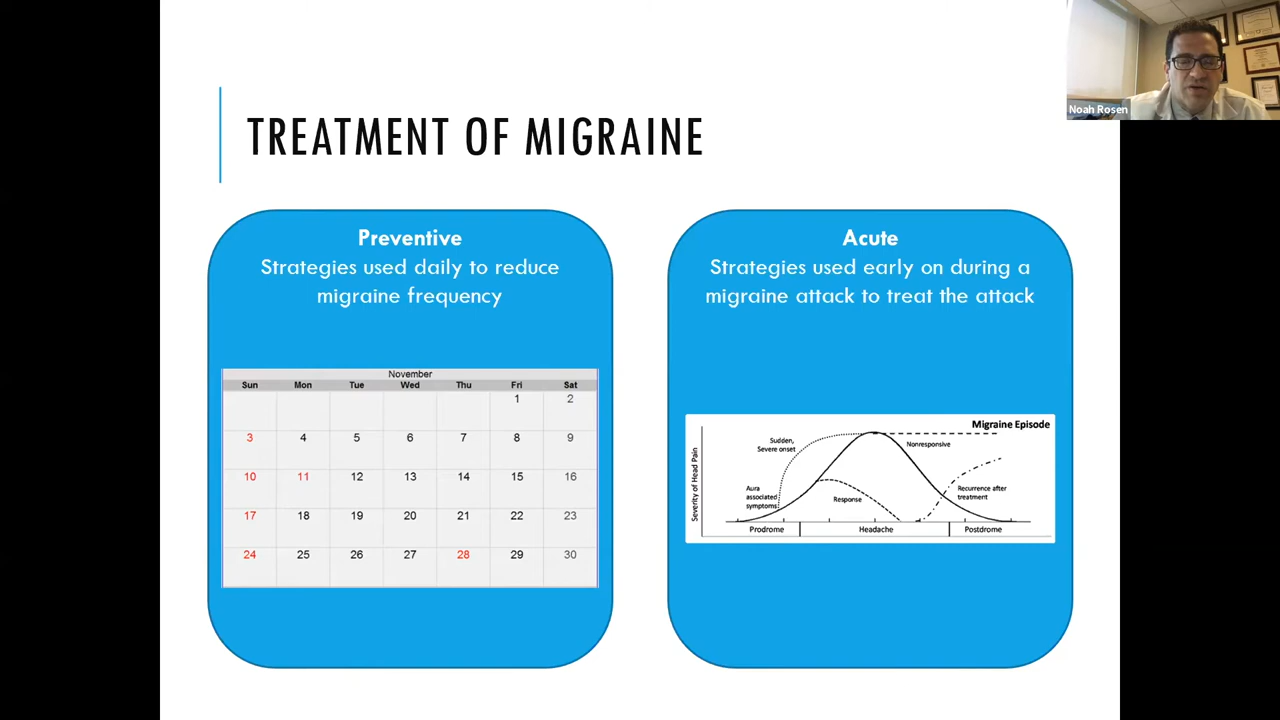 Noah Rosen
TREATMENT OF MIGRAINE
Preventive
Strategies used daily to reduce
migraine frequency
November
Sun Mon Tue Wed Thu Fri Sat
1 2
3 4 5 6 7 8 9
10 11 12 13 14 15 16
17 18 19 20 21 22 23
24 25 26 27 28 29 30
Acute
Strategies used early on during a
migraine attack to treat the attack
Migraine Episode
Severity of Head Pain
Sudden,
Severe onset
Nonresponsive
Aura
associated
symptoms
Response
Recurrence after
treatment
Prodrome
Headache
Postdrome